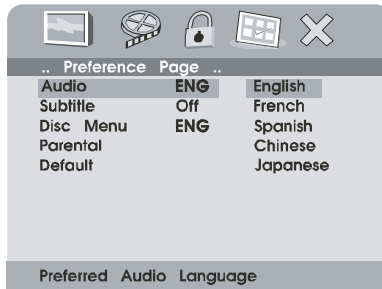 .. Preference Page ..
Audio ENG English
Subtitle Off French
Disc Menu ENG Spanish
Parental Chinese
Default Japanese
Preferred Audio Language